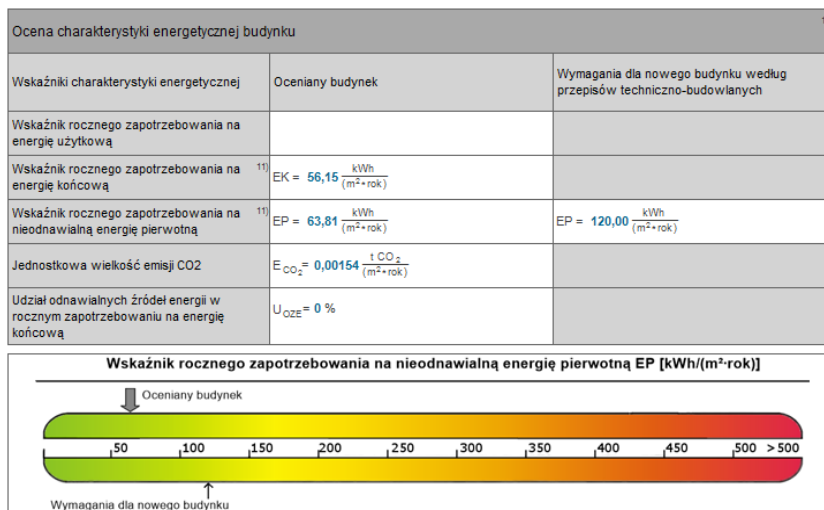 Ocena charakterystyki energetycznej budynku
Wskaźniki charakterystyki energetycznej
Oceniany budynek
Wymagania dla nowego budynku według
przepisów techniczno-budowlanych
Wskaźnik rocznego zapotrzebowania na
energię użytkową
Wskaźnik rocznego zapotrzebowania na 11)
energię końcową
EK = 56,15 kWh/(m²•rok)
Wskaźnik rocznego zapotrzebowania na 11)
nieodnawialną energię pierwotną
EP = 63,81 kWh/(m²•rok)
EP = 120,00 kWh/(m²•rok)
Jednostkowa wielkość emisji CO2
E CO₂= 0,00154 t CO₂/(m²•rok)
Udział odnawialnych źródeł energii w
rocznym zapotrzebowaniu na energię
końcową
U OZE= 0 %
Wskaźnik rocznego zapotrzebowania na nieodnawialną energię pierwotną EP [kWh/(m²·rok)]
Oceniany budynek
50 100 150 200 250 300 350 400 450 500 >500
Wymagania dla nowego budynku